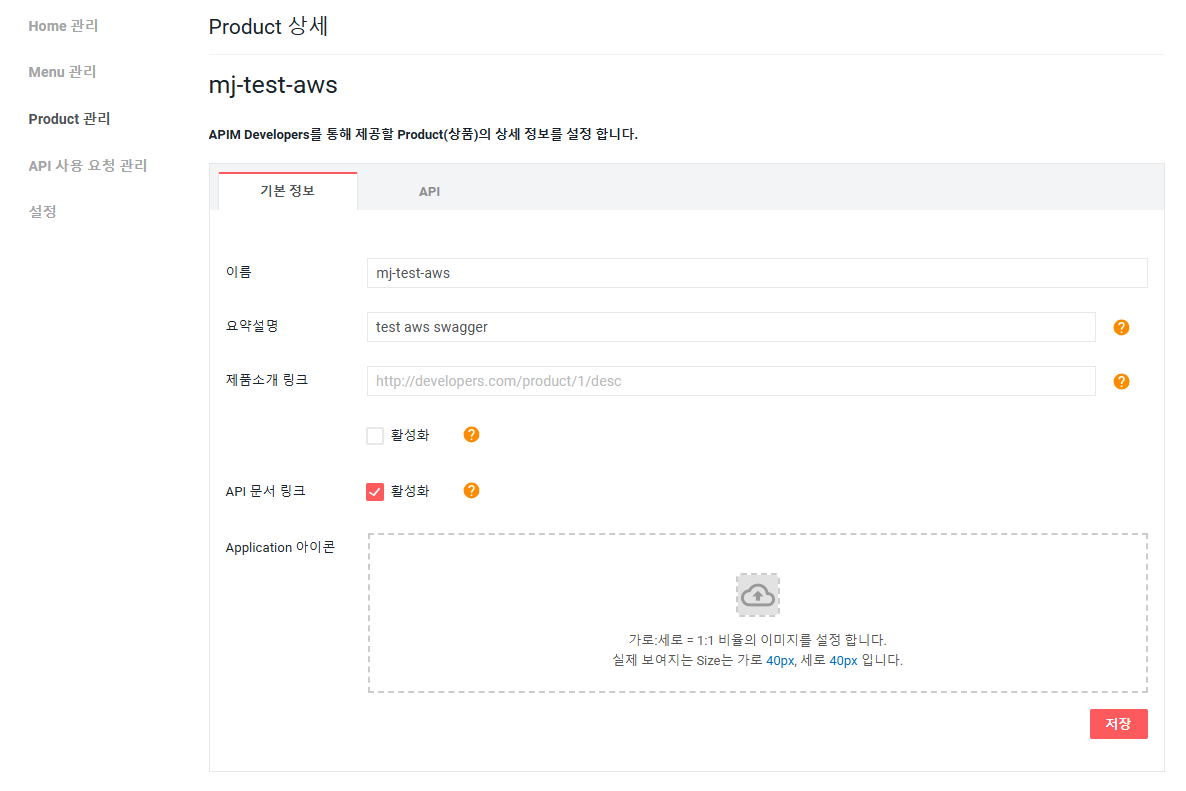 Home 관리
Menu 관리
Product 관리
API 사용 요청 관리
설정
Product 상세
mj-test-aws
APIM Developers를 통해 제공할 Product(상품)의 상세 정보를 설정 합니다.
기본 정보
API
이름
mj-test-aws
요약설명
test aws swagger
?
제품소개 링크
http://developers.com/product/1/desc
?
활성화
?
API 문서 링크
활성화
?
Application 아이콘
가로:세로 = 1:1 비율의 이미지를 설정 합니다.
실제 보여지는 Size는 가로 40px, 세로 40px 입니다.
저장